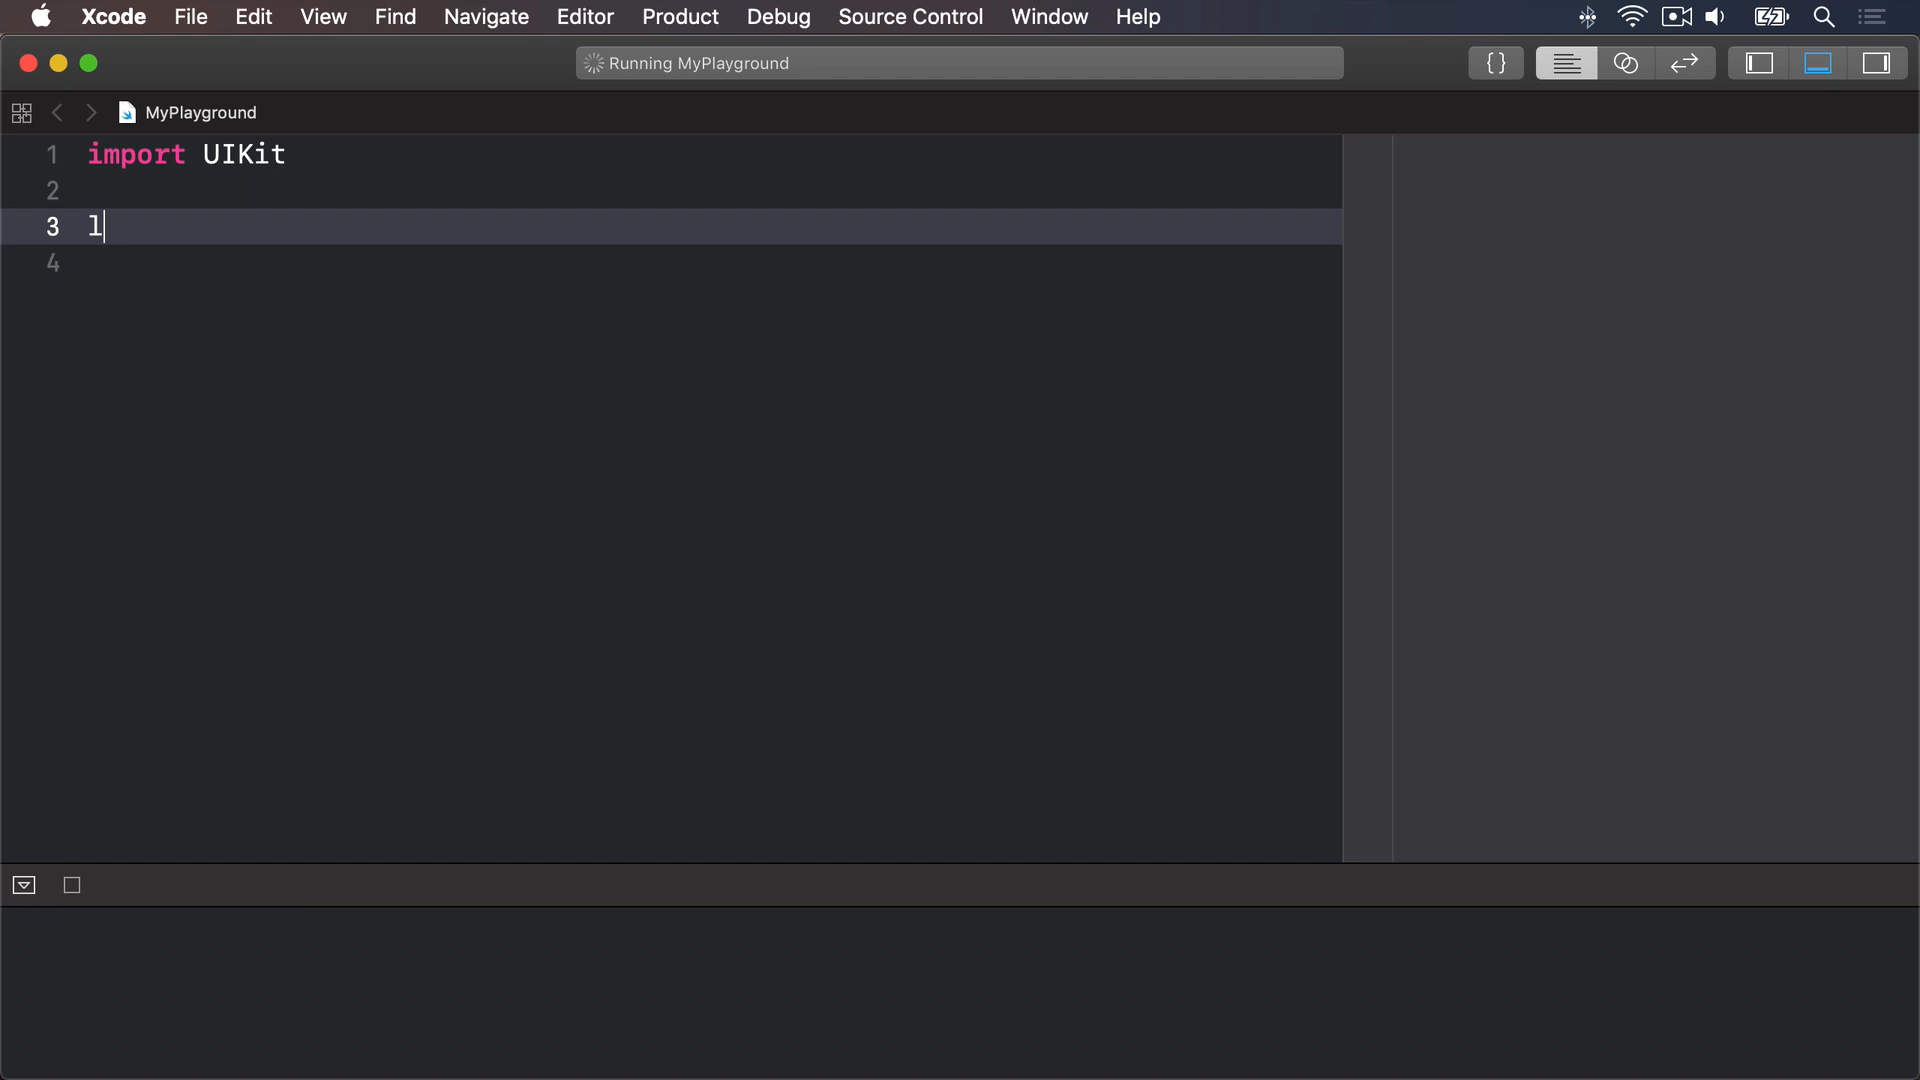 Xcode File Edit View Find Navigate Editor Product Debug Source Control Window Help
Running MyPlayground
{}
MyPlayground
1 import UIKit
2
3 l
4